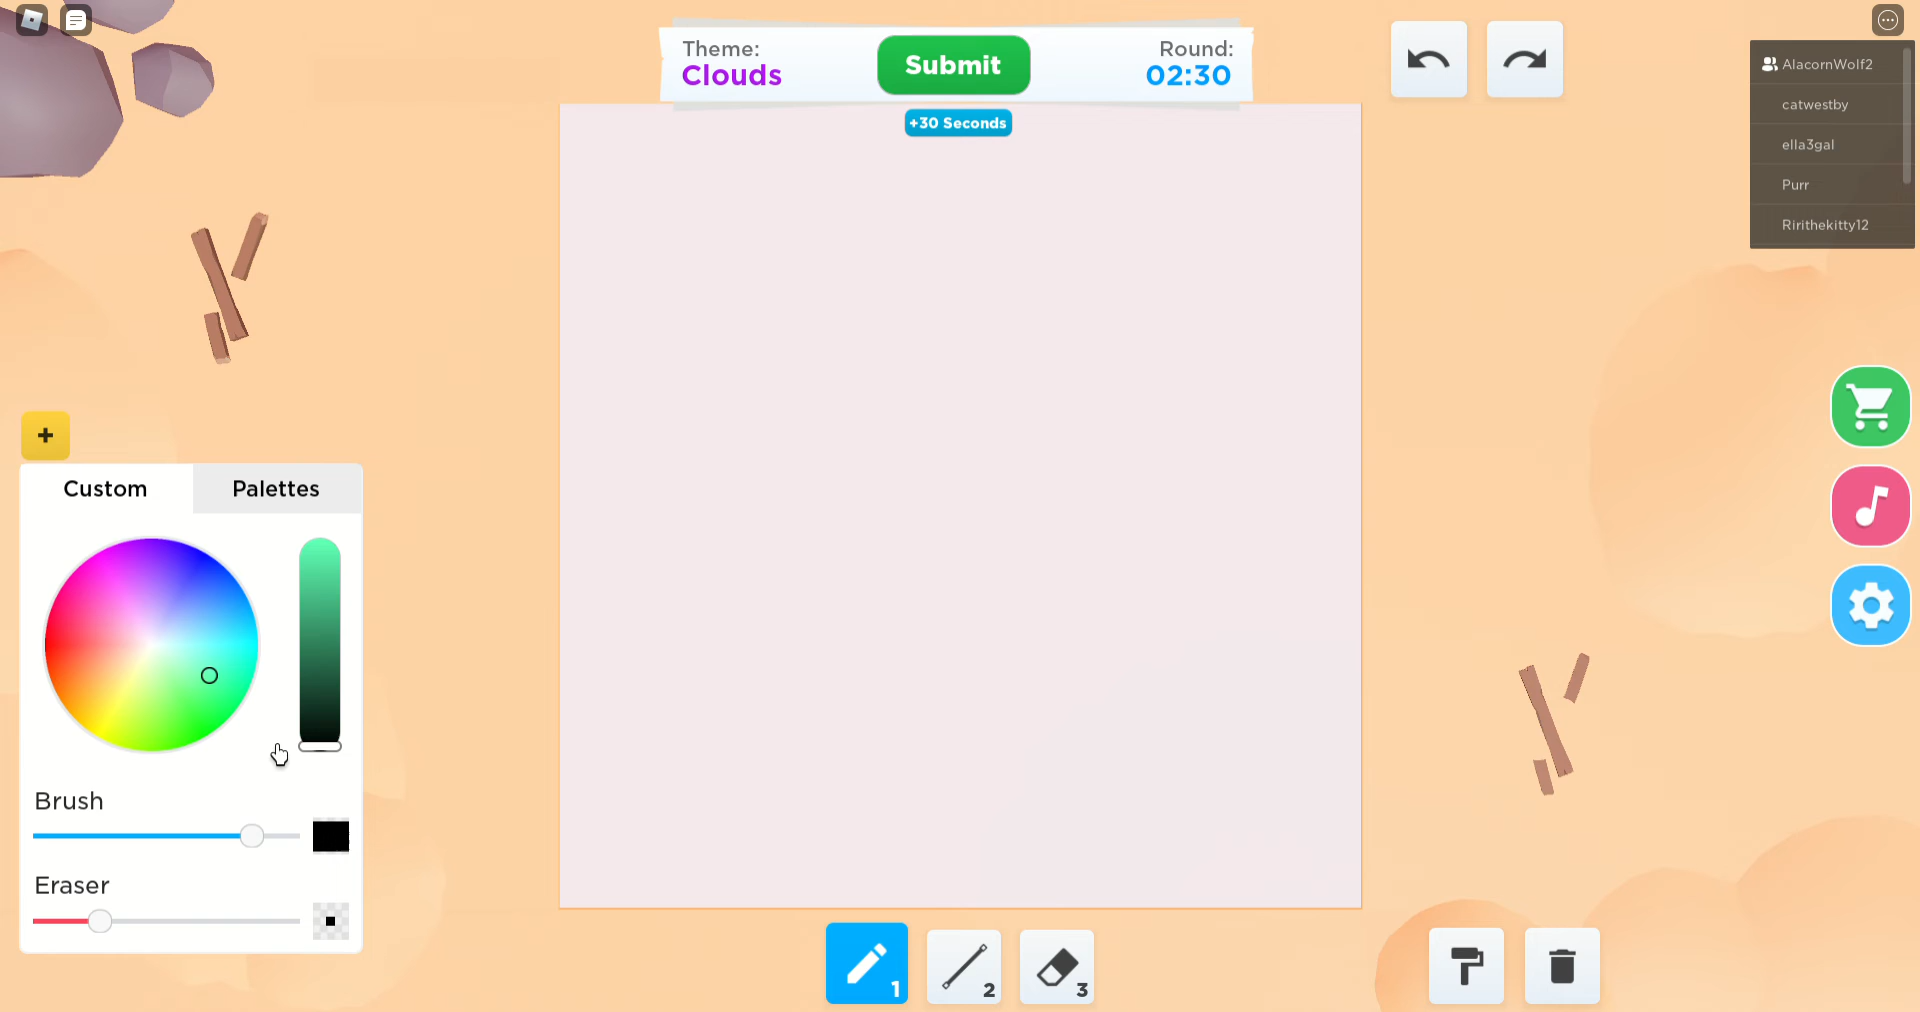 Theme:
Clouds
Submit
Round:
02:30
+30 Seconds
AlacornWolf2
catwestby
ella3gal
Purr
Ririthekitty12
+
Custom
Palettes
Brush
Eraser
1
2
3